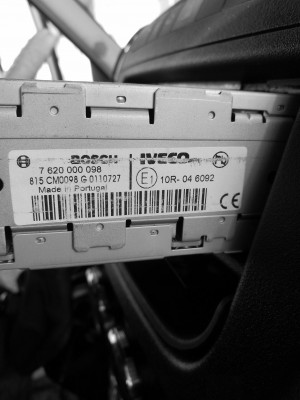 BOSCH IVECO
7 620 000 098
815 CM0098 G 0110727
Made in Portugal
E1 10R- 04 6092
CE